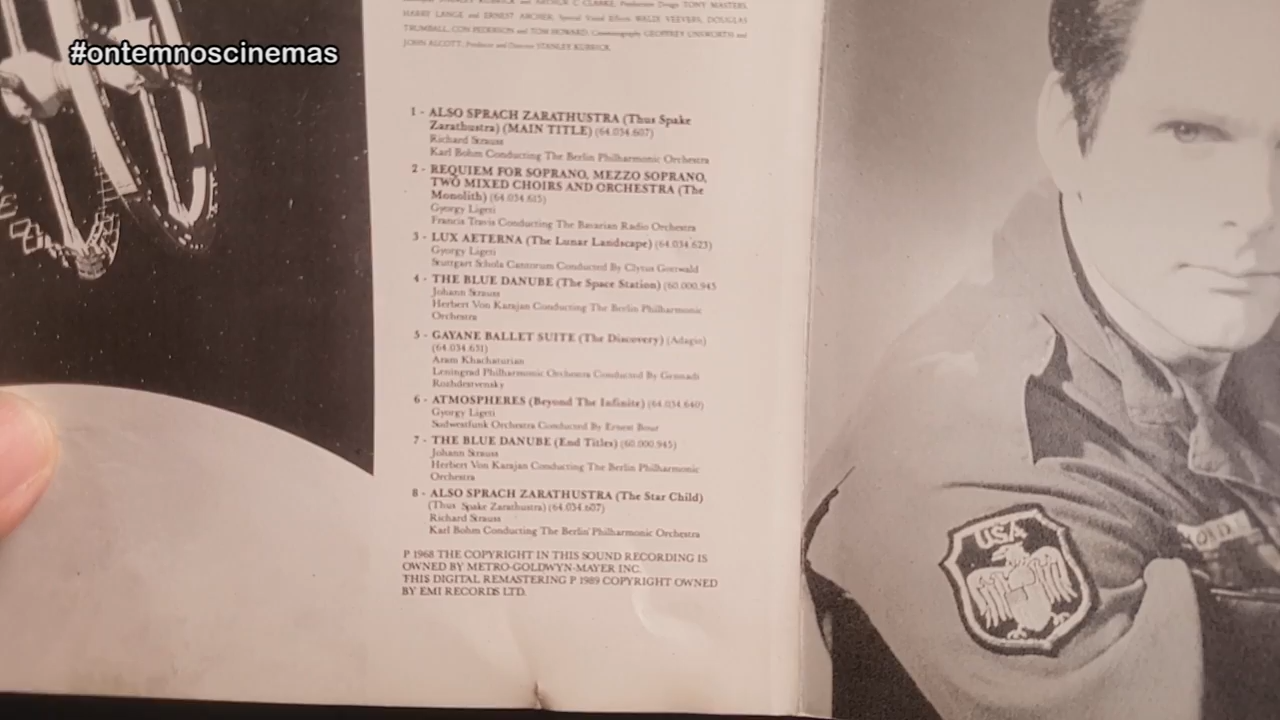 #ontemnoscinemas
and ARTHUR C CLARKE, Production Design TONY MASTERS,
HARRY LANGE and ERNEST ARCHER, Special Visual Effects WALLY VEEVERS, DOUGLAS
TRUMBALL, CON PEDERSON and TOM HOWARD. Cinematography GEOFFREY UNSWORTH and
JOHN ALCOTT. Producer and Director STANLEY KUBRICK.
1 - ALSO SPRACH ZARATHUSTRA (Thus Spake
Zarathustra) (MAIN TITLE) (64.034.607)
Richard Strauss
Karl Bohm Conducting The Berlin Philharmonic Orchestra
2 - REQUIEM FOR SOPRANO, MEZZO SOPRANO,
TWO MIXED CHOIRS AND ORCHESTRA (The
Monolith) (64.034.615)
Gyorgy Ligeti
Francis Travis Conducting The Bavarian Radio Orchestra
3 - LUX AETERNA (The Lunar Landscape) (64.034.623)
Gyorgy Ligeti
Stuttgart Schola Cantorum Conducted By Clytus Gottwald
4 - THE BLUE DANUBE (The Space Station) (60.000.945
Johann Strauss
Herbert Von Karajan Conducting The Berlin Philharmonic
Orchestra
5 - GAYANE BALLET SUITE (The Discovery) (Adagio)
(64.034.631)
Aram Khachaturian
Leningrad Philharmonic Orchestra Conducted By Gennadi
Rozhdestvensky
6 - ATMOSPHERES (Beyond The Infinite) (64.034.640)
Gyorgy Ligeti
Sudwestfunk Orchestra Conducted By Ernest Bour
7 - THE BLUE DANUBE (End Titles) (60.000.945)
Johann Strauss
Herbert Von Karajan Conducting The Berlin Philharmonic
Orchestra
8 - ALSO SPRACH ZARATHUSTRA (The Star Child)
(Thus Spake Zarathustra) (64.034.607)
Richard Strauss
Karl Bohm Conducting The Berlin Philharmonic Orchestra
P 1968 THE COPYRIGHT IN THIS SOUND RECORDING IS
OWNED BY METRO-GOLDWYN-MAYER INC.
THIS DIGITAL REMASTERING P 1989 COPYRIGHT OWNED
BY EMI RECORDS LTD.
USA